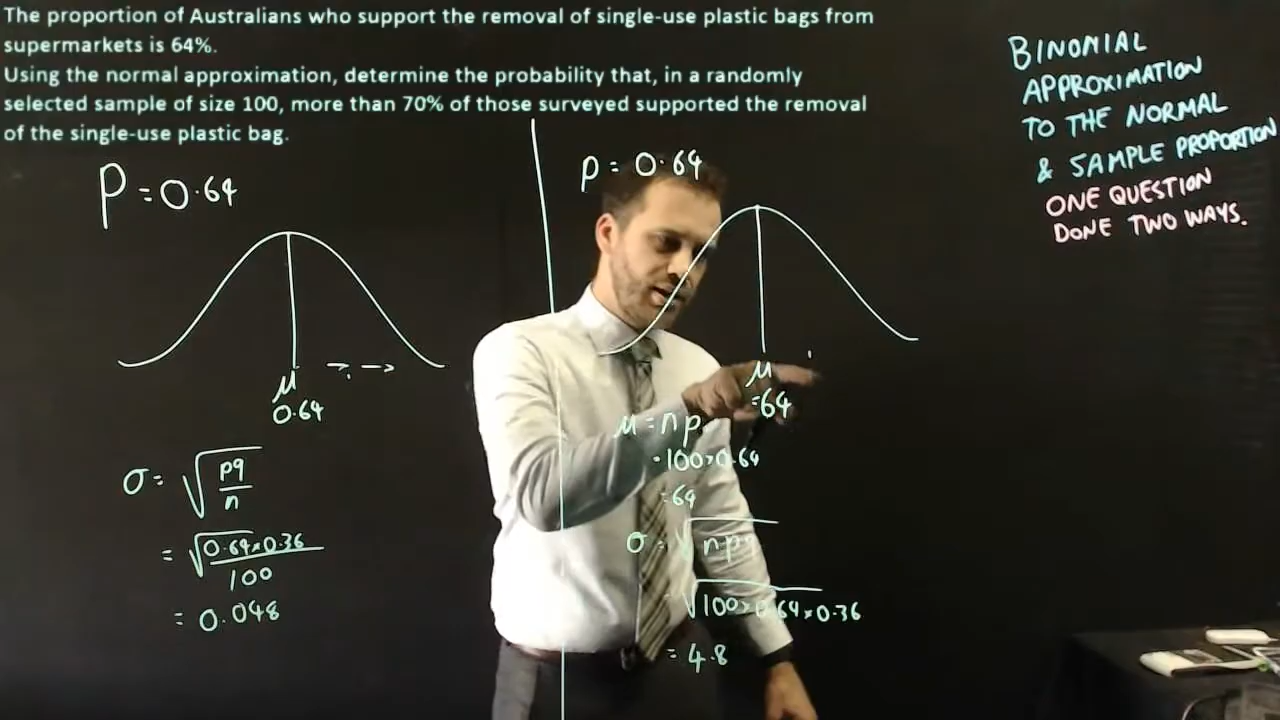 The proportion of Australians who support the removal of single-use plastic bags from
supermarkets is 64%.
Using the normal approximation, determine the probability that, in a randomly
selected sample of size 100, more than 70% of those surveyed supported the removal
of the single-use plastic bag.
P = 0.64
μ
0.64
σ = √(pq/n)
= √(0.64 × 0.36)/100
= 0.048
p = 0.64
μ
= 64
μ = np
= 100 × 0.64
= 64
σ = √npq
√100 × 0.64 × 0.36
= 4.8
BINOMIAL
APPROXIMATION
TO THE NORMAL
& SAMPLE PROPORTION
ONE QUESTION
DONE TWO WAYS.